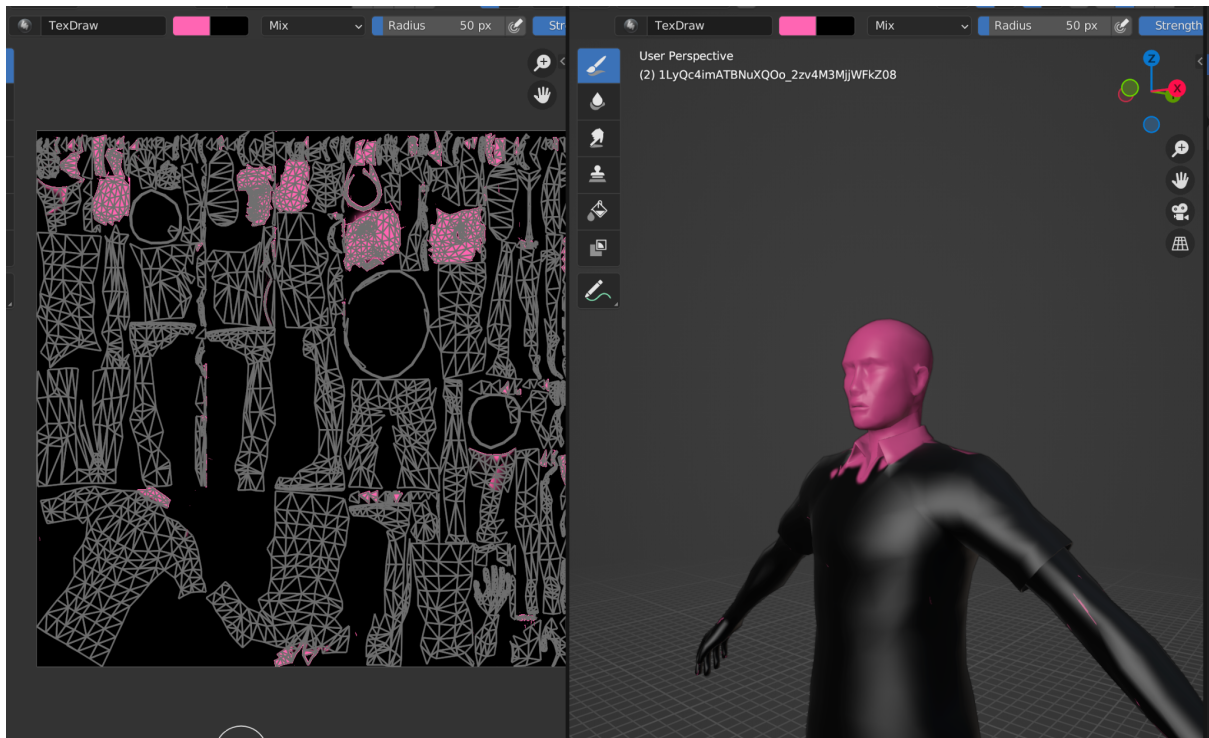 TexDraw
Mix
Radius 50 px
Str
TexDraw
Mix
Radius 50 px
Strength
User Perspective
(2) 1LyQc4imATBNuXQOo_2zv4M3MjjWFkZ08
Z
X